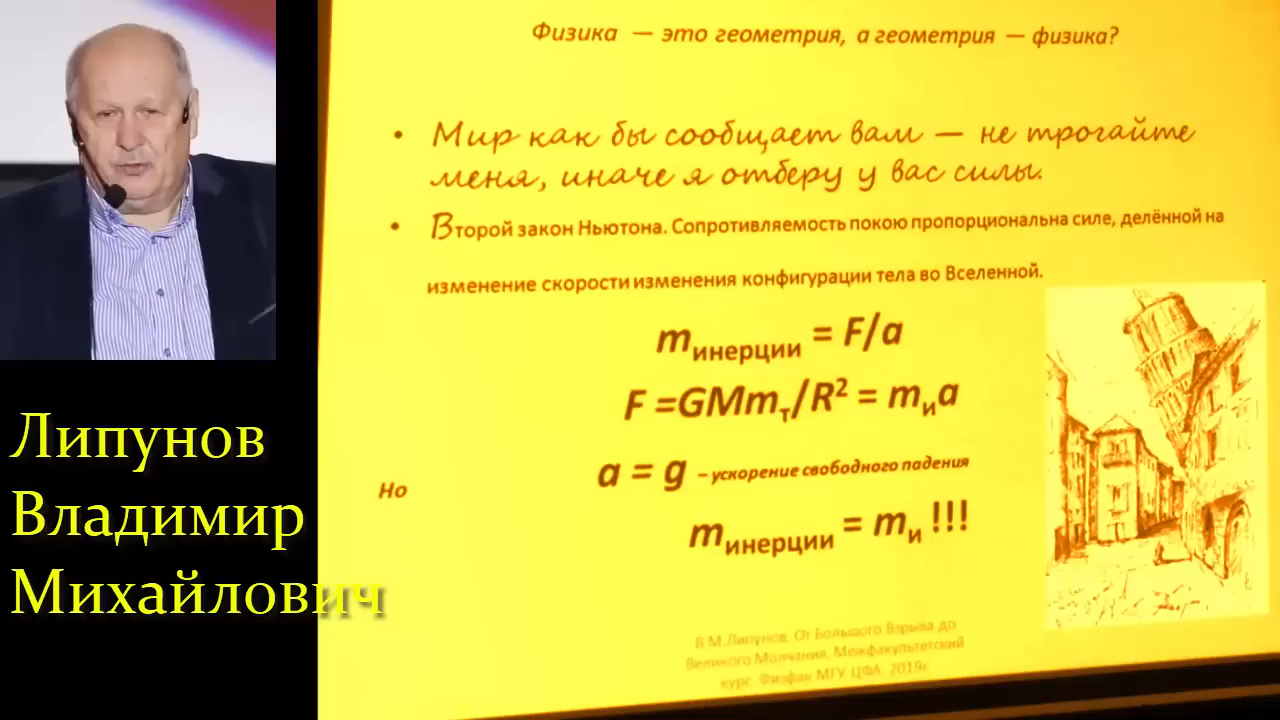 Физика — это геометрия, а геометрия — физика?
• Мир как бы сообщает вам — не трогайте
меня, иначе я отберу у вас силы.
• Второй закон Ньютона. Сопротивляемость покою пропорциональна силе, делённой на
изменение скорости изменения конфигурации тела во Вселенной.
mинерции = F/a
F =GMmт/R² = mиa
a = g – ускорение свободного падения
Но
mинерции = mи !!!
В.М.Липунов, От Большого Взрыва до
Великого Молчания, Межфакультетский
курс. Физфак МГУ. ЦФА. 2019г.
Липунов
Владимир
Михайлович